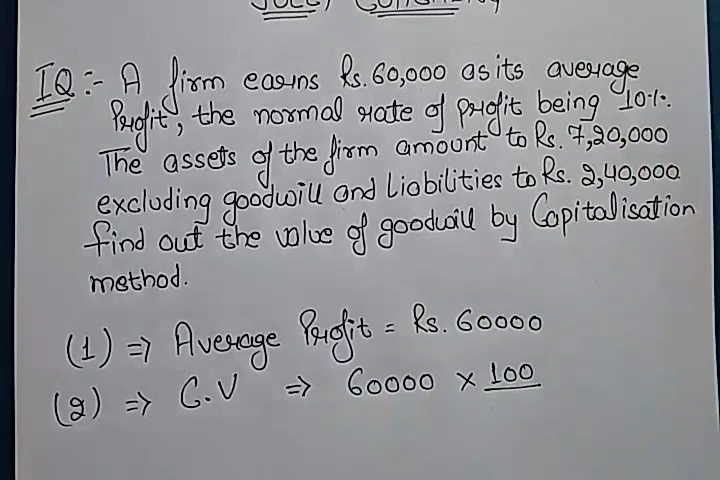 IQ :- A firm earns Rs. 60,000 as its average
Profit, the normal rate of profit being 10%.
The assets of the firm amount to Rs. 7,20,000
excluding goodwill and Liabilities to Rs. 2,40,000
find out the value of goodwill by Capitalisation
method.
(1) => Average Profit = Rs. 60000
(2) => C.V => 60000 × 100